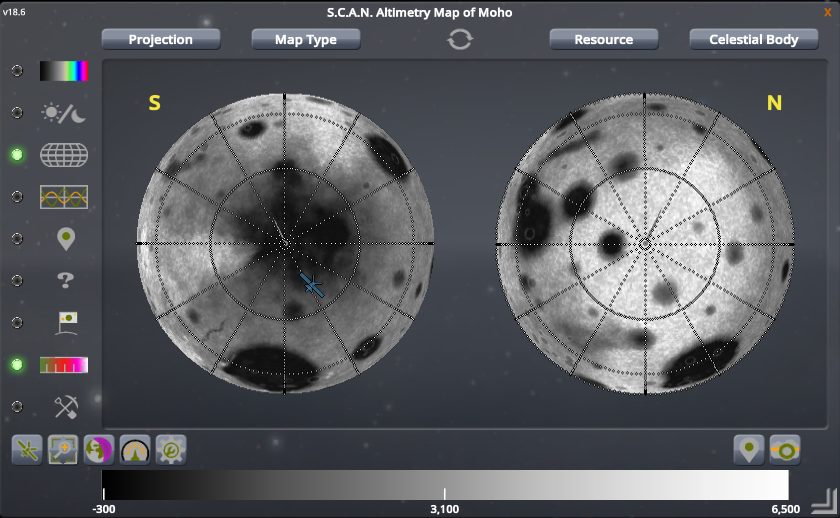 v18.6
S.C.A.N. Altimetry Map of Moho
X
Projection
Map Type
Resource
Celestial Body
S
N
?
-300
3,100
6,500